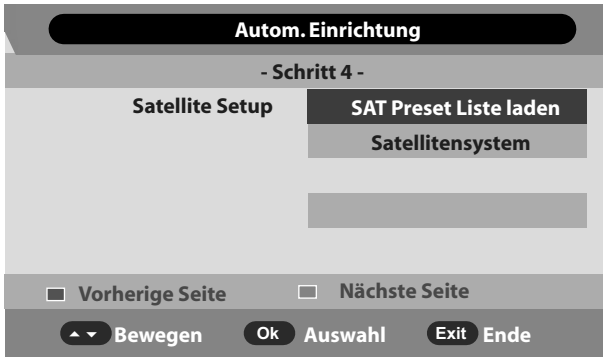 Autom. Einrichtung
- Schritt 4 -
Satellite Setup SAT Preset Liste laden
Satellitensystem
Vorherige Seite Nächste Seite
Bewegen Ok Auswahl Exit Ende